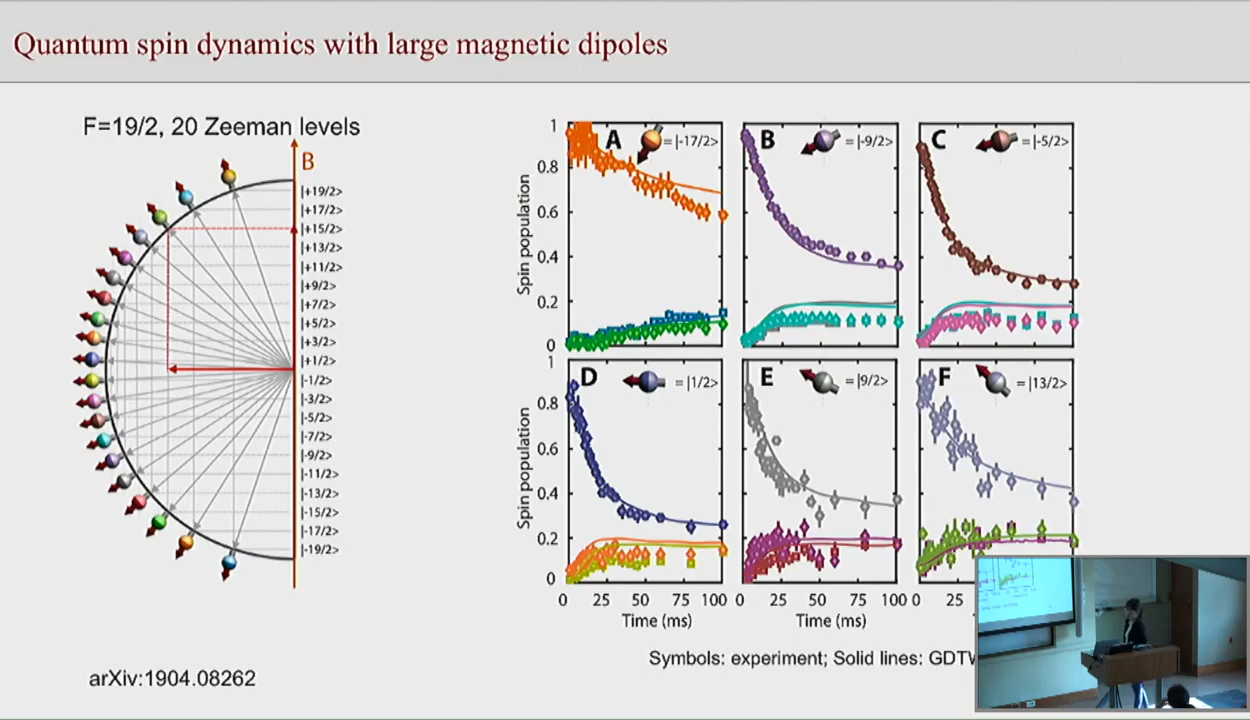 Quantum spin dynamics with large magnetic dipoles
F=19/2, 20 Zeeman levels
B
|+19/2>
|+17/2>
|+15/2>
|+13/2>
|+11/2>
|+9/2>
|+7/2>
|+5/2>
|+3/2>
|+1/2>
|-1/2>
|-3/2>
|-5/2>
|-7/2>
|-9/2>
|-11/2>
|-13/2>
|-15/2>
|-17/2>
|-19/2>
arXiv:1904.08262
Spin population
1
0.8
0.6
0.4
0.2
0
A
=|-17/2>
B
=|-9/2>
C
=|-5/2>
Spin population
1
0.8
0.6
0.4
0.2
0
D
= |1/2>
E
=|9/2>
F
=|13/2>
0 25 50 75 100
Time (ms)
0 25 50 75 100
Time (ms)
0 25
Symbols: experiment; Solid lines: GDTW